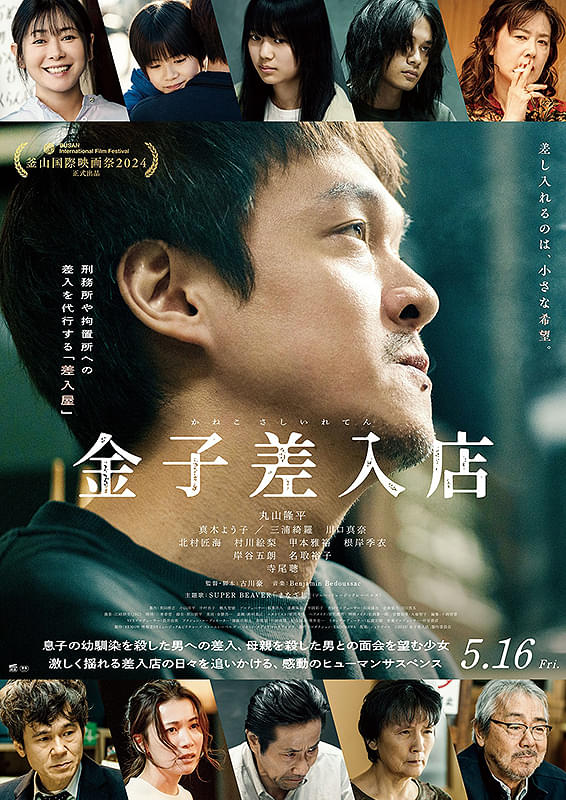 BUSAN
International Film Festival
釜山国際映画祭2024
正式出品
差し入れるのは、小さな希望。
刑務所や拘置所への
差入を代行する「差入屋」
かねこさしいれてん
金子差入店
丸山隆平
真木よう子／三浦綺羅 川口真奈
北村匠海 村川絵梨 甲本雅裕 根岸季衣
岸谷五朗 名取裕子
寺尾聰
監督・脚本：古川豪 音楽：Benjamin Bedoussac
主題歌：SUPER BEAVER「まなざし」
息子の幼馴染を殺した男への差入、母親を殺した男との面会を望む少女
激しく揺れる差入店の日々を追いかける、感動のヒューマンサスペンス
5.16 Fri.